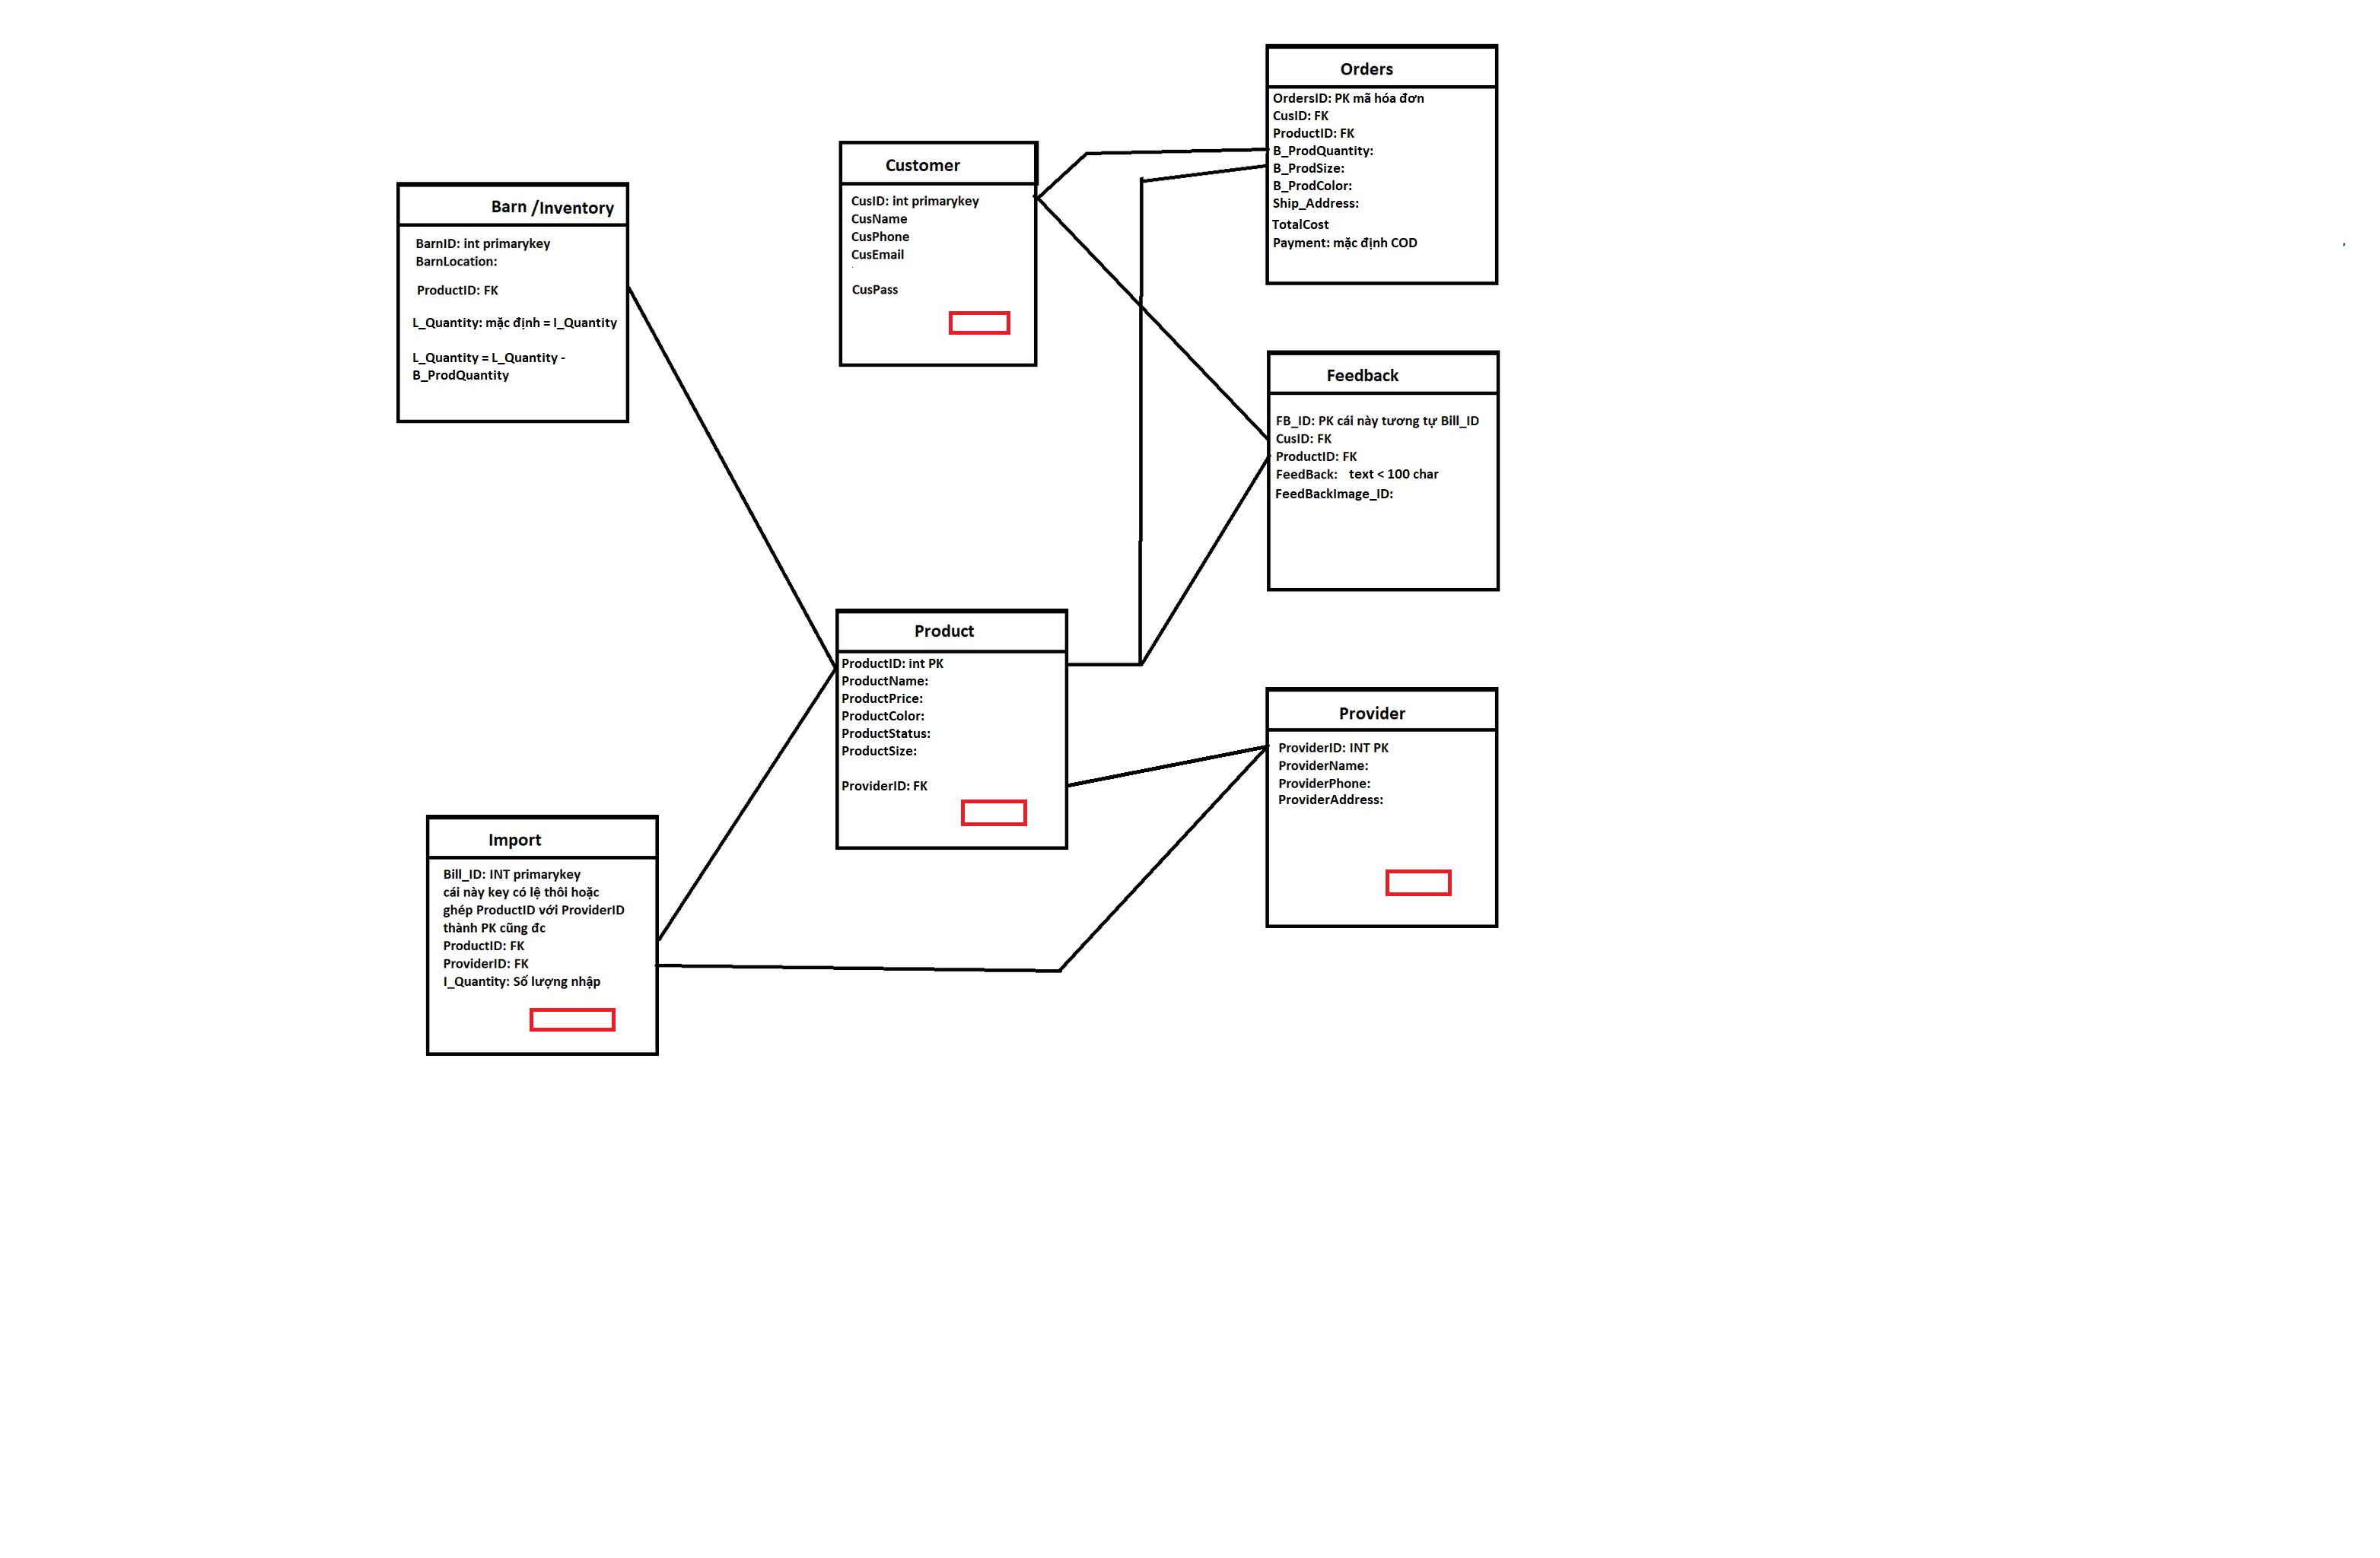 Barn /Inventory
BarnID: int primarykey
BarnLocation:
ProductID: FK
L_Quantity: mặc định = I_Quantity
L_Quantity = L_Quantity -
B_ProdQuantity
Customer
CusID: int primarykey
CusName
CusPhone
CusEmail
CusPass
Orders
OrdersID: PK mã hóa đơn
CusID: FK
ProductID: FK
B_ProdQuantity:
B_ProdSize:
B_ProdColor:
Ship_Address:
TotalCost
Payment: mặc định COD
Feedback
FB_ID: PK cái này tương tự Bill_ID
CusID: FK
ProductID: FK
FeedBack: text < 100 char
FeedBackImage_ID:
Product
ProductID: int PK
ProductName:
ProductPrice:
ProductColor:
ProductStatus:
ProductSize:
ProviderID: FK
Provider
ProviderID: INT PK
ProviderName:
ProviderPhone:
ProviderAddress:
Import
Bill_ID: INT primarykey
cái này key có lệ thôi hoặc
ghép ProductID với ProviderID
thành PK cũng đc
ProductID: FK
ProviderID: FK
I_Quantity: Số lượng nhập